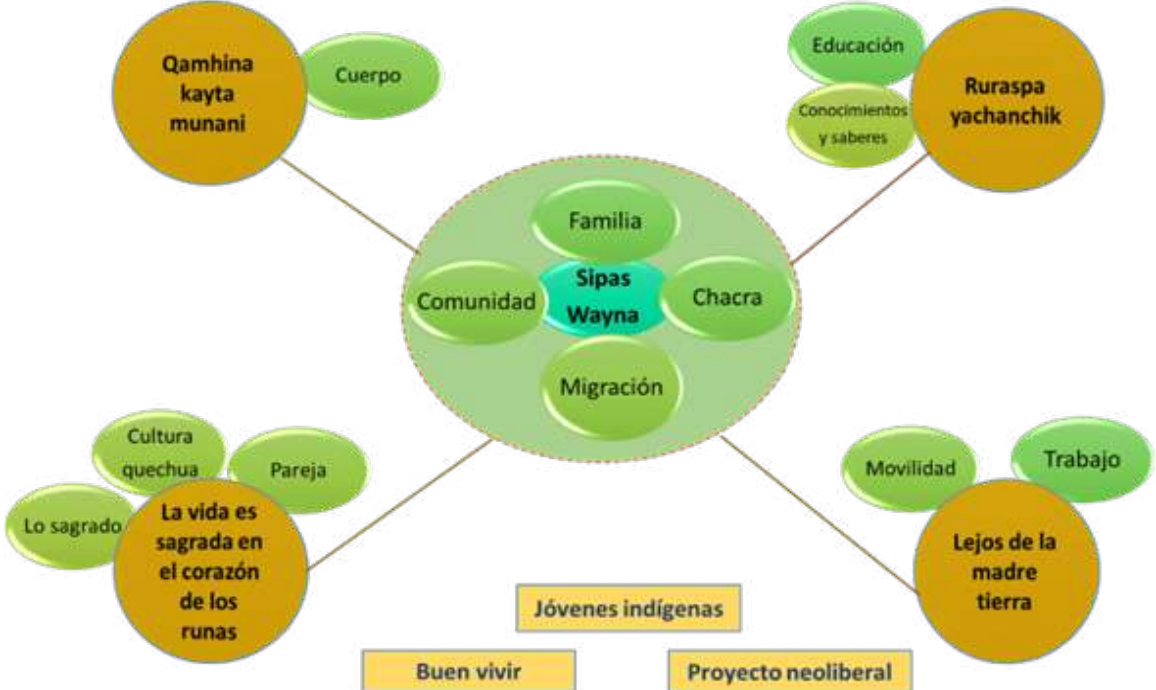 Qamhina
kayta
munani
Cuerpo
Educación
Conocimientos
y saberes
Ruraspa
yachanchik
Familia
Comunidad
Sipas
Wayna
Chacra
Migración
Lo sagrado
Cultura
quechua
Pareja
La vida es
sagrada en
el corazón
de los
runas
Movilidad
Trabajo
Lejos de la
madre
tierra
Jóvenes indígenas
Buen vivir
Proyecto neoliberal